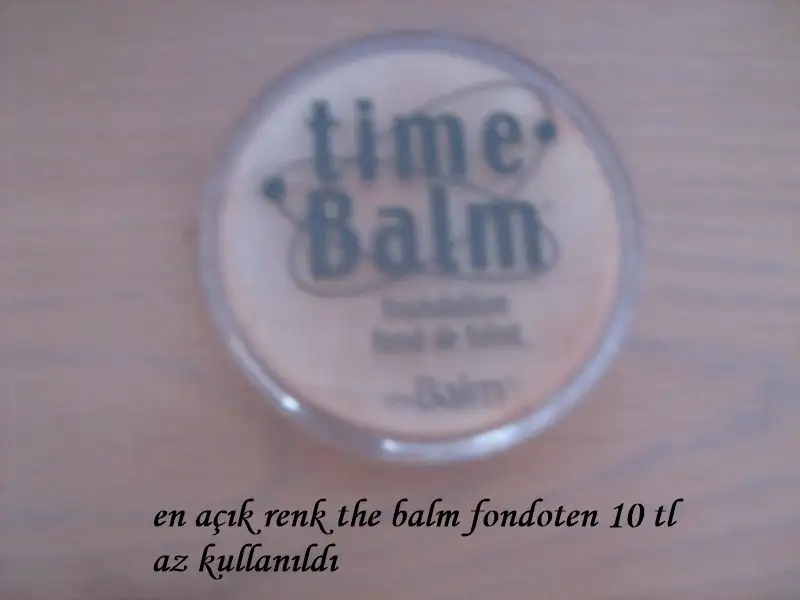 time
Balm
foundation
fond de teint
theBalm
en açık renk the balm fondoten 10 tl
az kullanıldı